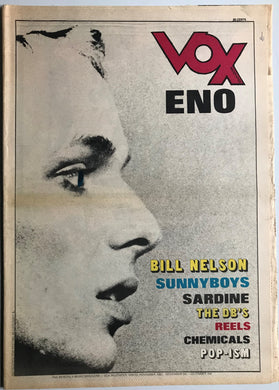 VOX
ENO
BILL NELSON
SUNNYBOYS
SARDINE
THE DB'S
REELS
CHEMICALS
POP-ISM